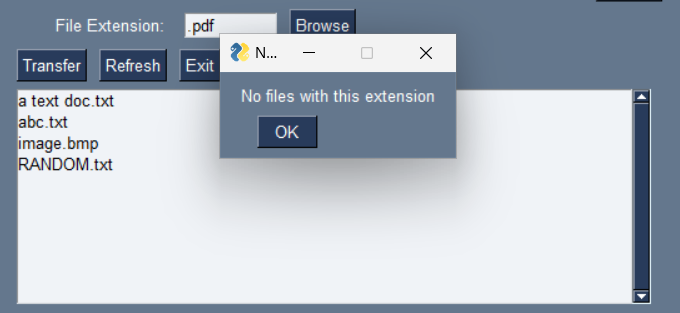 File Extension: .pdf Browse
N...
Transfer Refresh Exit
No files with this extension
OK
a text doc.txt
abc.txt
image.bmp
RANDOM.txt